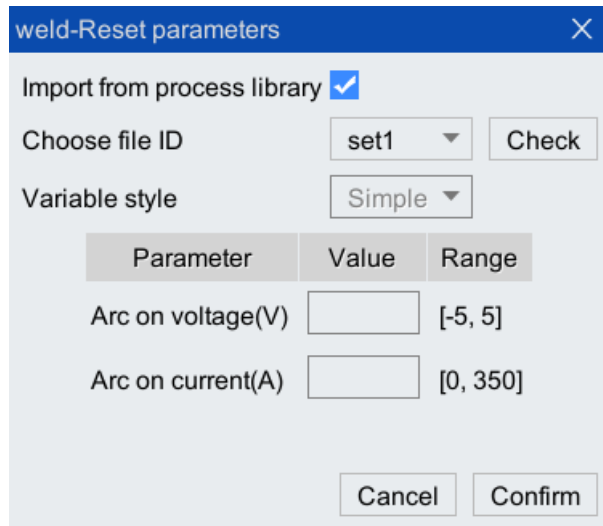 weld-Reset parameters
Import from process library
Choose file ID set1 Check
Variable style Simple
Parameter Value Range
Arc on voltage(V) [-5, 5]
Arc on current(A) [0, 350]
Cancel Confirm